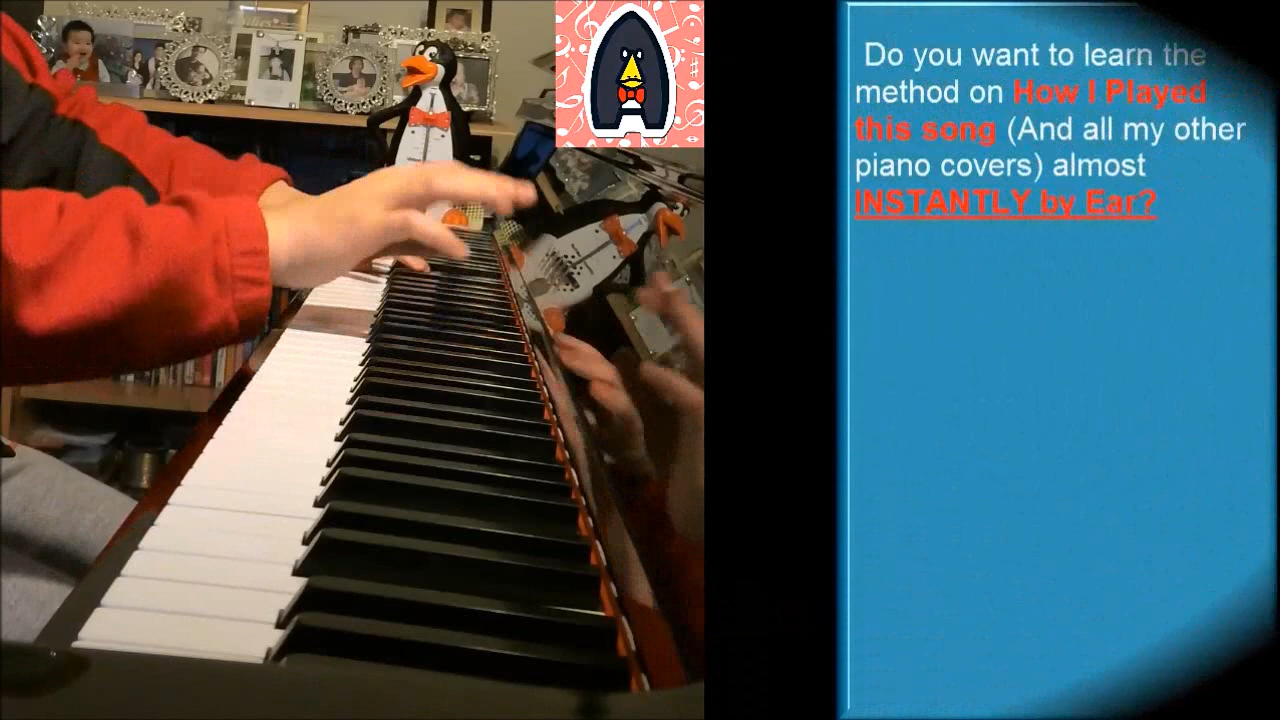 Do you want to learn the
method on How I Played
this song (And all my other
piano covers) almost
INSTANTLY by Ear?